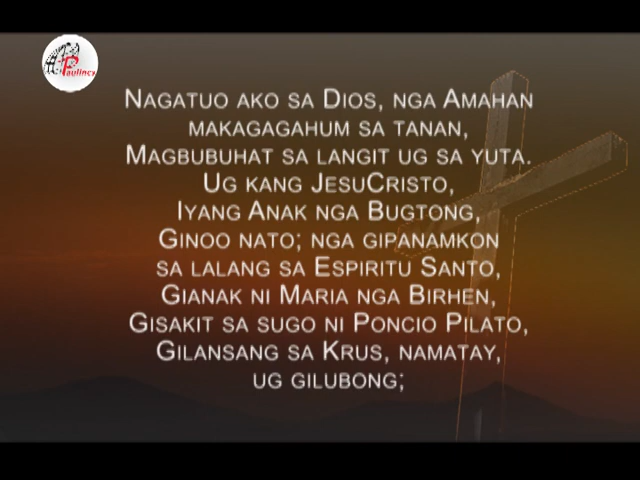 Paulines
NAGATUO AKO SA DIOS, NGA AMAHAN
MAKAGAGAHUM SA TANAN,
MAGBUBUHAT SA LANGIT UG SA YUTA.
UG KANG JESUCRISTO,
IYANG ANAK NGA BUGTONG,
GINOO NATO; NGA GIPANAMKON
SA LALANG SA ESPIRITU SANTO,
GIANAK NI MARIA NGA BIRHEN,
GISAKIT SA SUGO NI PONCIO PILATO,
GILANSANG SA KRUS, NAMATAY,
UG GILUBONG;